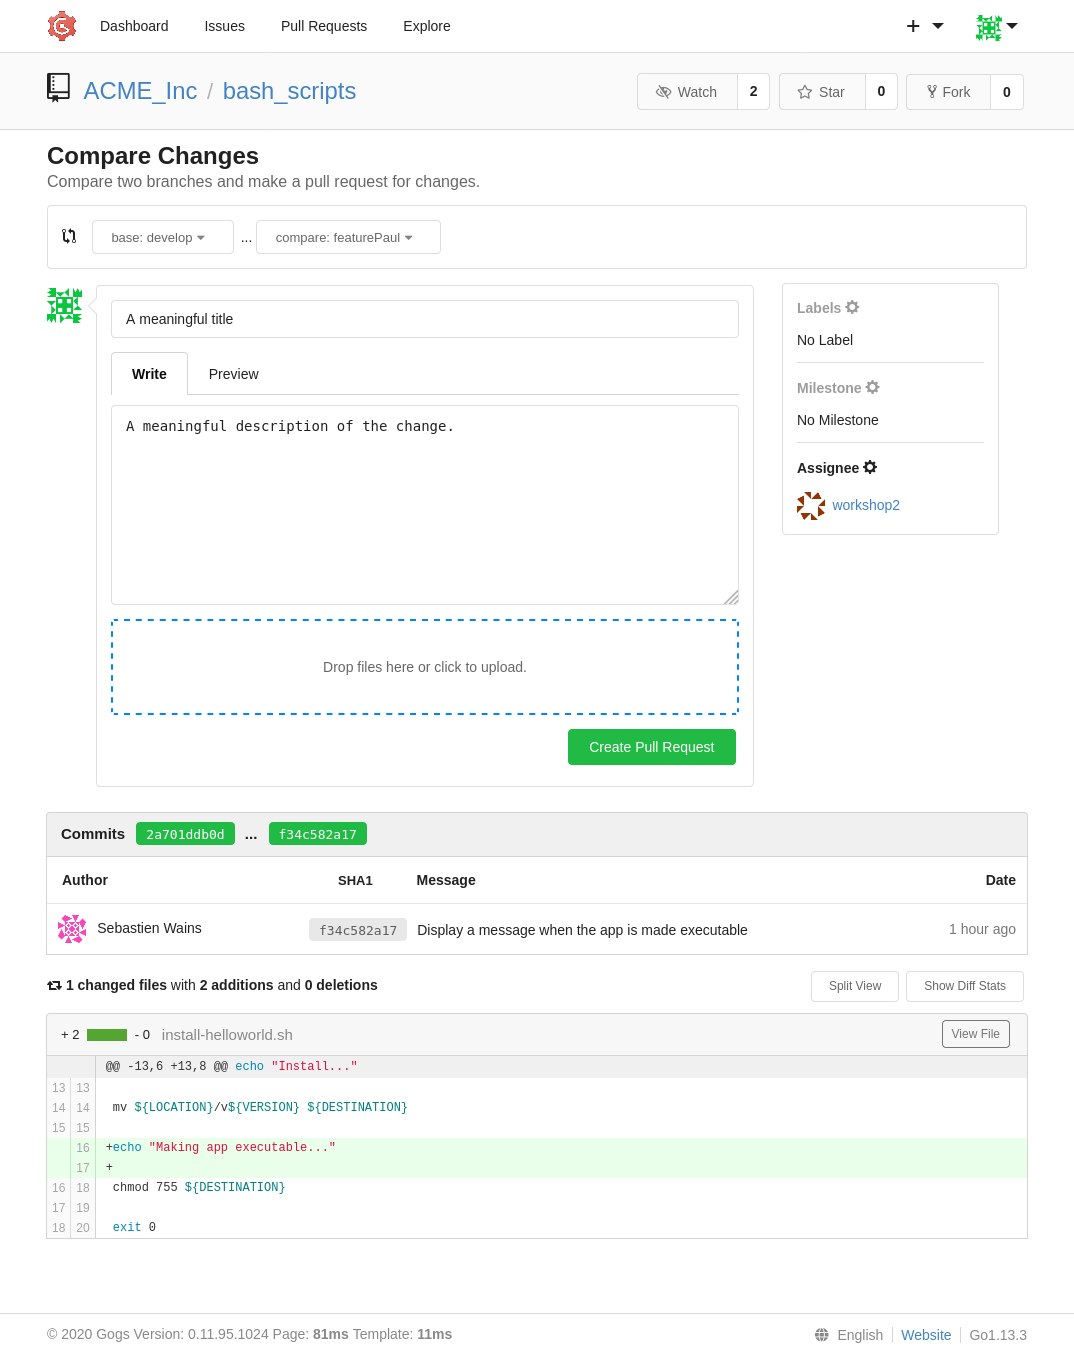 Dashboard Issues Pull Requests Explore
ACME_Inc / bash_scripts Watch 2 Star 0 Fork 0
Compare Changes
Compare two branches and make a pull request for changes.
base: develop ... compare: featurePaul
A meaningful title
Labels
No Label
Write Preview
Milestone
No Milestone
A meaningful description of the change.
Assignee
workshop2
Drop files here or click to upload.
Create Pull Request
Commits 2a701ddb0d ... f34c582a17
Author SHA1 Message Date
Sebastien Wains f34c582a17 Display a message when the app is made executable 1 hour ago
1 changed files with 2 additions and 0 deletions Split View Show Diff Stats
+ 2 - 0 install-helloworld.sh View File
@@ -13,6 +13,8 @@ echo "Install..."
13 13
14 14 mv ${LOCATION}/v${VERSION} ${DESTINATION}
15 15
16 +echo "Making app executable..."
17 +
16 18 chmod 755 ${DESTINATION}
17 19
18 20 exit 0
© 2020 Gogs Version: 0.11.95.1024 Page: 81ms Template: 11ms English Website Go1.13.3